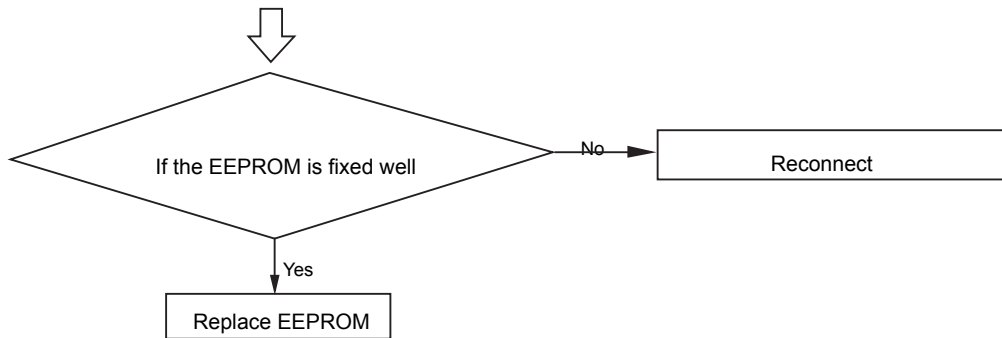 If the EEPROM is fixed well
No
Reconnect
Yes
Replace EEPROM